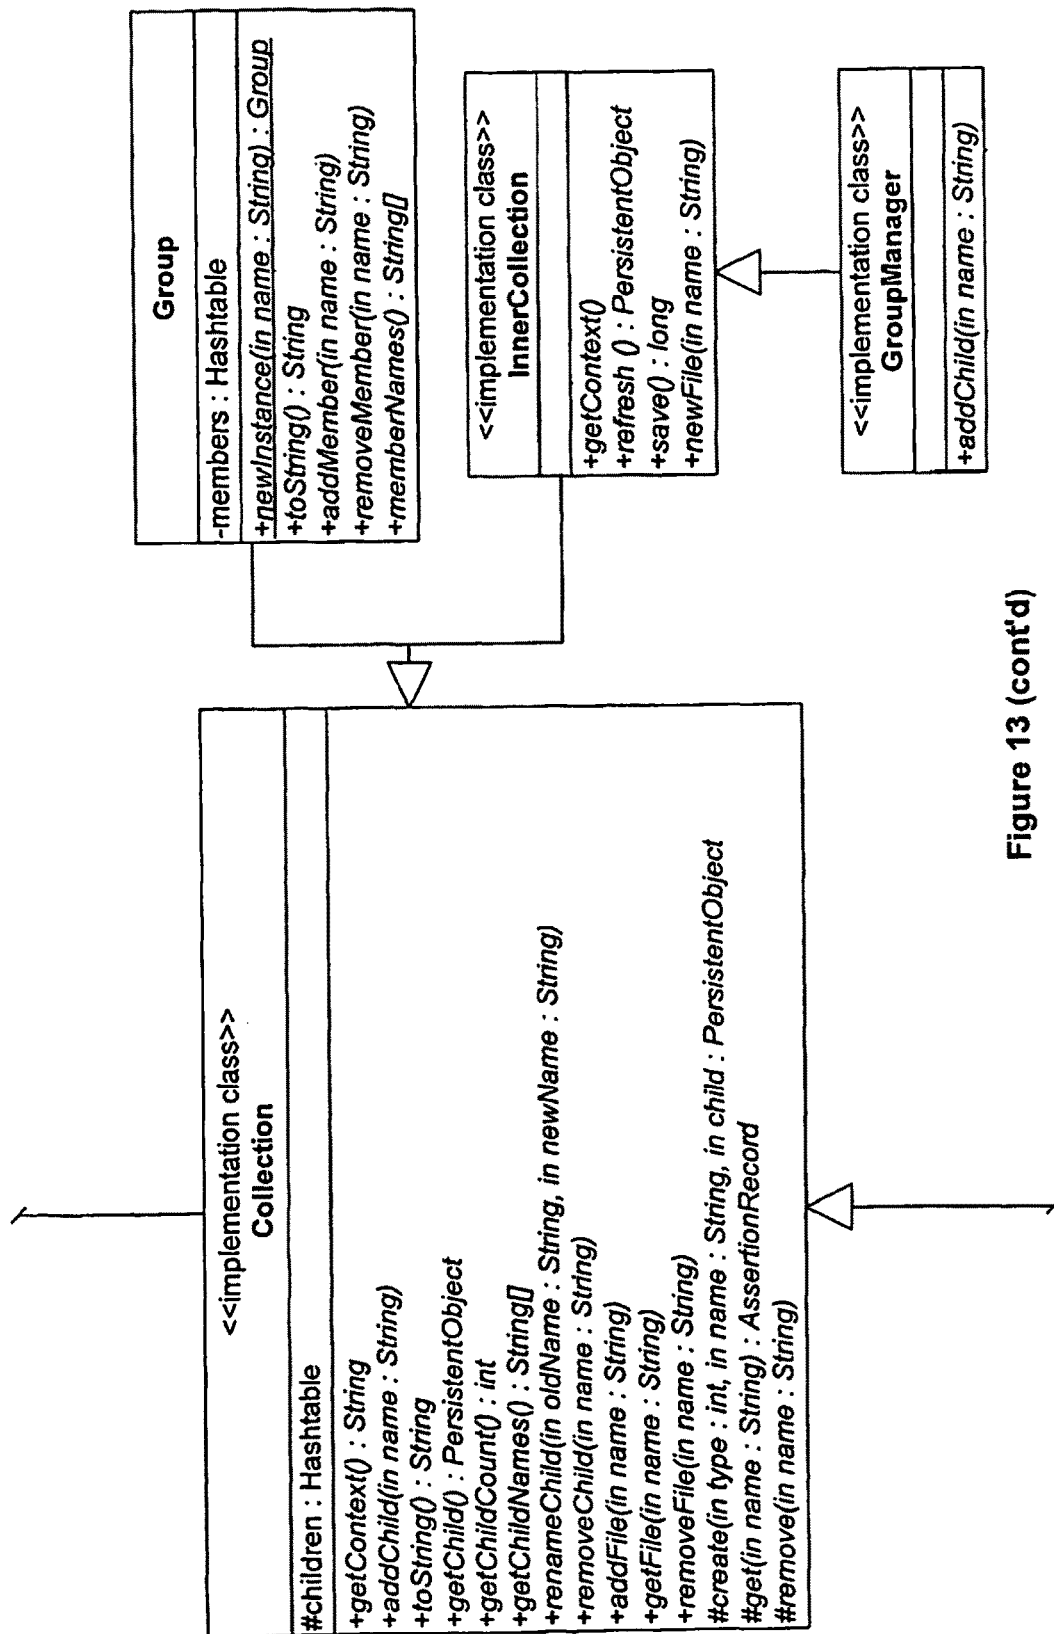 <<implementation class>>
Collection
#children : Hashtable
+getContext() : String
+addChild(in name : String)
+toString() : String
+getChild() : PersistentObject
+getChildCount() : int
+getChildNames() : String[]
+renameChild(in oldName : String, in newName : String)
+removeChild(in name : String)
+addFile(in name : String)
+getFile(in name : String)
+removeFile(in name : String)
#create(in type : int, in name : String, in child : PersistentObject
#get(in name : String) : AssertionRecord
#remove(in name : String)
Group
-members : Hashtable
+newInstance(in name : String) : Group
+toString() : String
+addMember(in name : String)
+removeMember(in name : String)
+memberNames() : String[]
<<implementation class>>
InnerCollection
+getContext()
+refresh () : PersistentObject
+save() : long
+newFile(in name : String)
<<implementation class>>
GroupManager
+addChild(in name : String)
Figure 13 (cont'd)